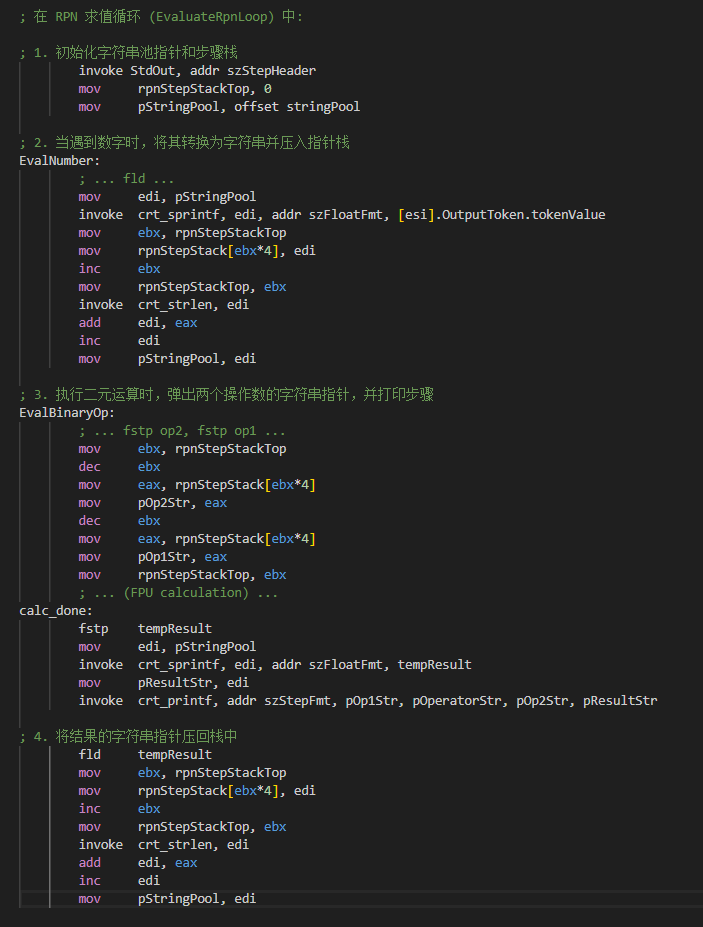 ; 在 RPN 求值循环 (EvaluateRpnLoop) 中:
; 1. 初始化字符串池指针和步骤栈
invoke StdOut, addr szStepHeader
mov rpnStepStackTop, 0
mov pStringPool, offset stringPool
; 2. 当遇到数字时，将其转换为字符串并压入指针栈
EvalNumber:
; ... fld ...
mov edi, pStringPool
invoke crt_sprintf, edi, addr szFloatFmt, [esi].OutputToken.tokenValue
mov ebx, rpnStepStackTop
mov rpnStepStack[ebx*4], edi
inc ebx
mov rpnStepStackTop, ebx
invoke crt_strlen, edi
add edi, eax
inc edi
mov pStringPool, edi
; 3. 执行二元运算时，弹出两个操作数的字符串指针，并打印步骤
EvalBinaryOp:
; ... fstp op2, fstp op1 ...
mov ebx, rpnStepStackTop
dec ebx
mov eax, rpnStepStack[ebx*4]
mov pOp2Str, eax
dec ebx
mov eax, rpnStepStack[ebx*4]
mov pOp1Str, eax
mov rpnStepStackTop, ebx
; ... (FPU calculation) ...
calc_done:
fstp tempResult
mov edi, pStringPool
invoke crt_sprintf, edi, addr szFloatFmt, tempResult
mov pResultStr, edi
invoke crt_printf, addr szStepFmt, pOp1Str, pOperatorStr, pOp2Str, pResultStr
; 4. 将结果的字符串指针压回栈中
fld tempResult
mov ebx, rpnStepStackTop
mov rpnStepStack[ebx*4], edi
inc ebx
mov rpnStepStackTop, ebx
invoke crt_strlen, edi
add edi, eax
inc edi
mov pStringPool, edi